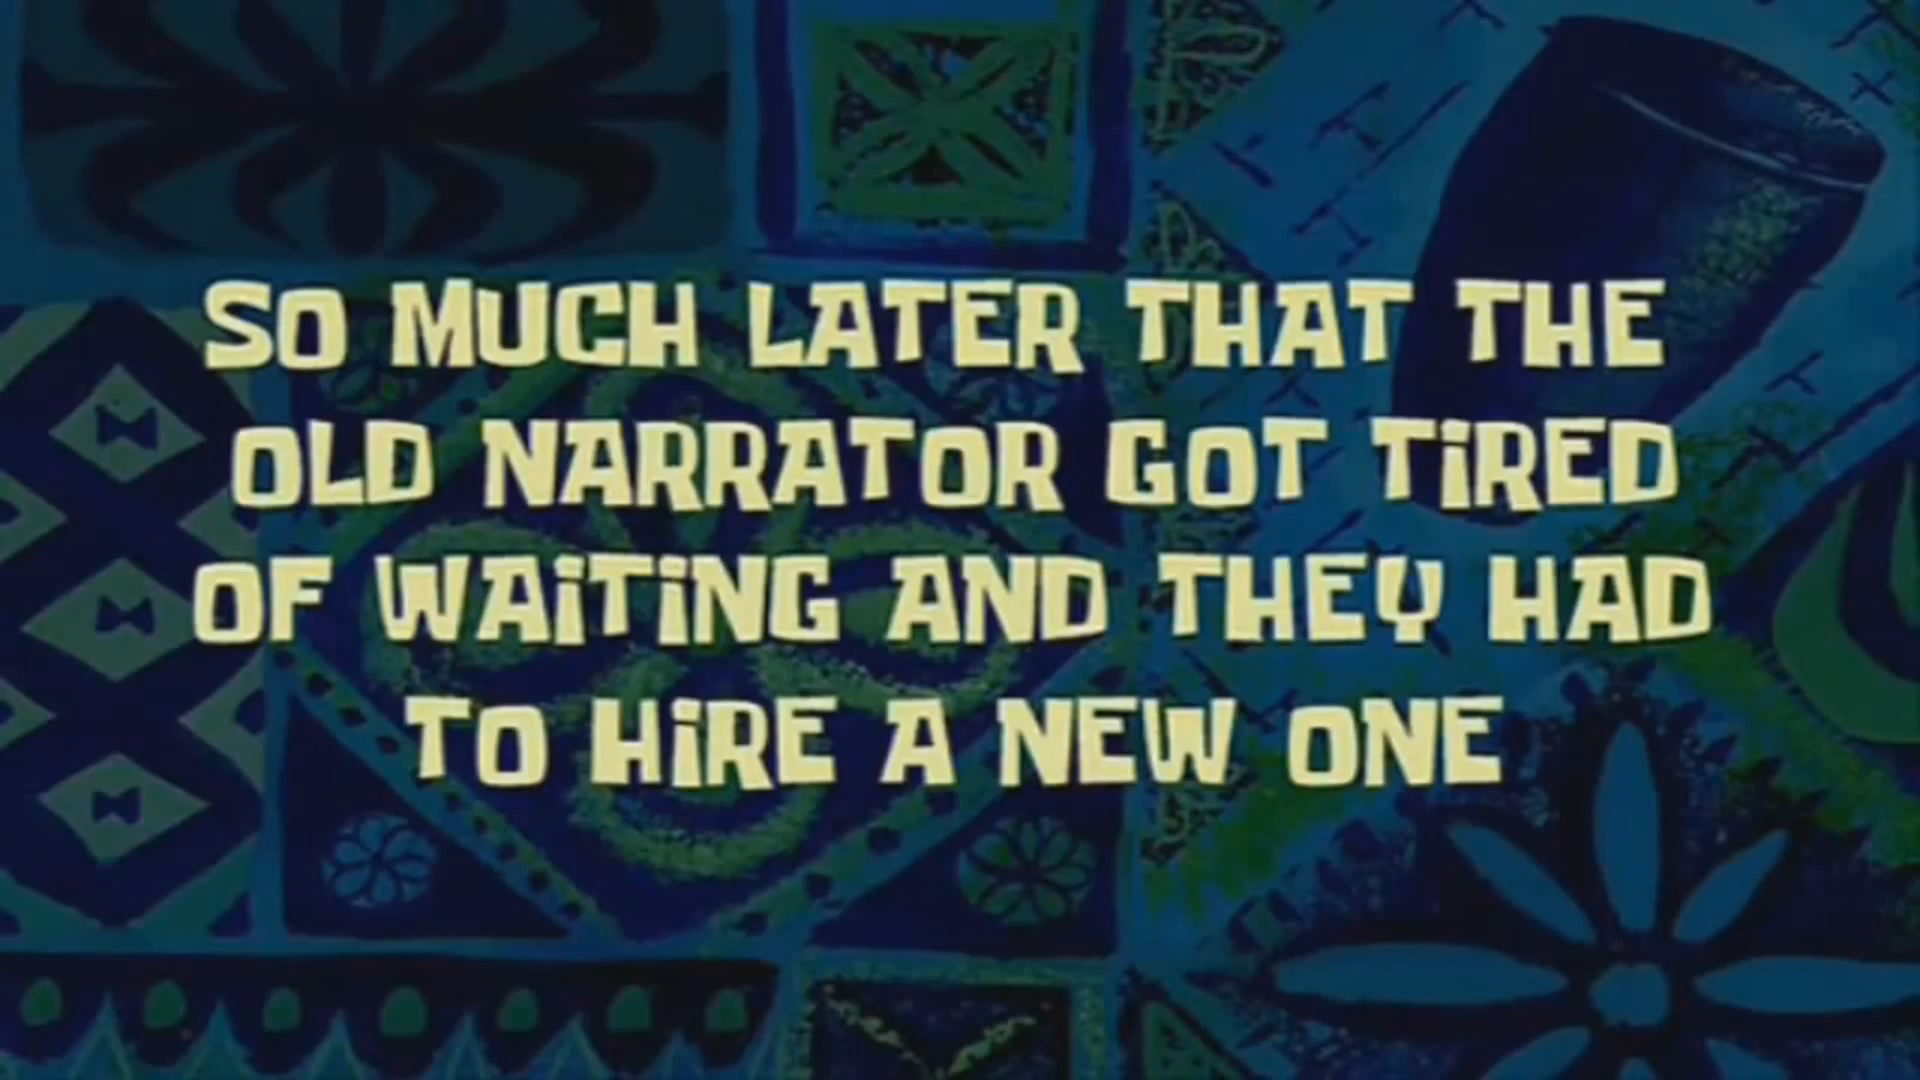 SO MUCH LATER THAT THE
OLD NARRATOR GOT TiRED
OF WAiTiNG AND THEY HAD
TO HiRE A NEW ONE